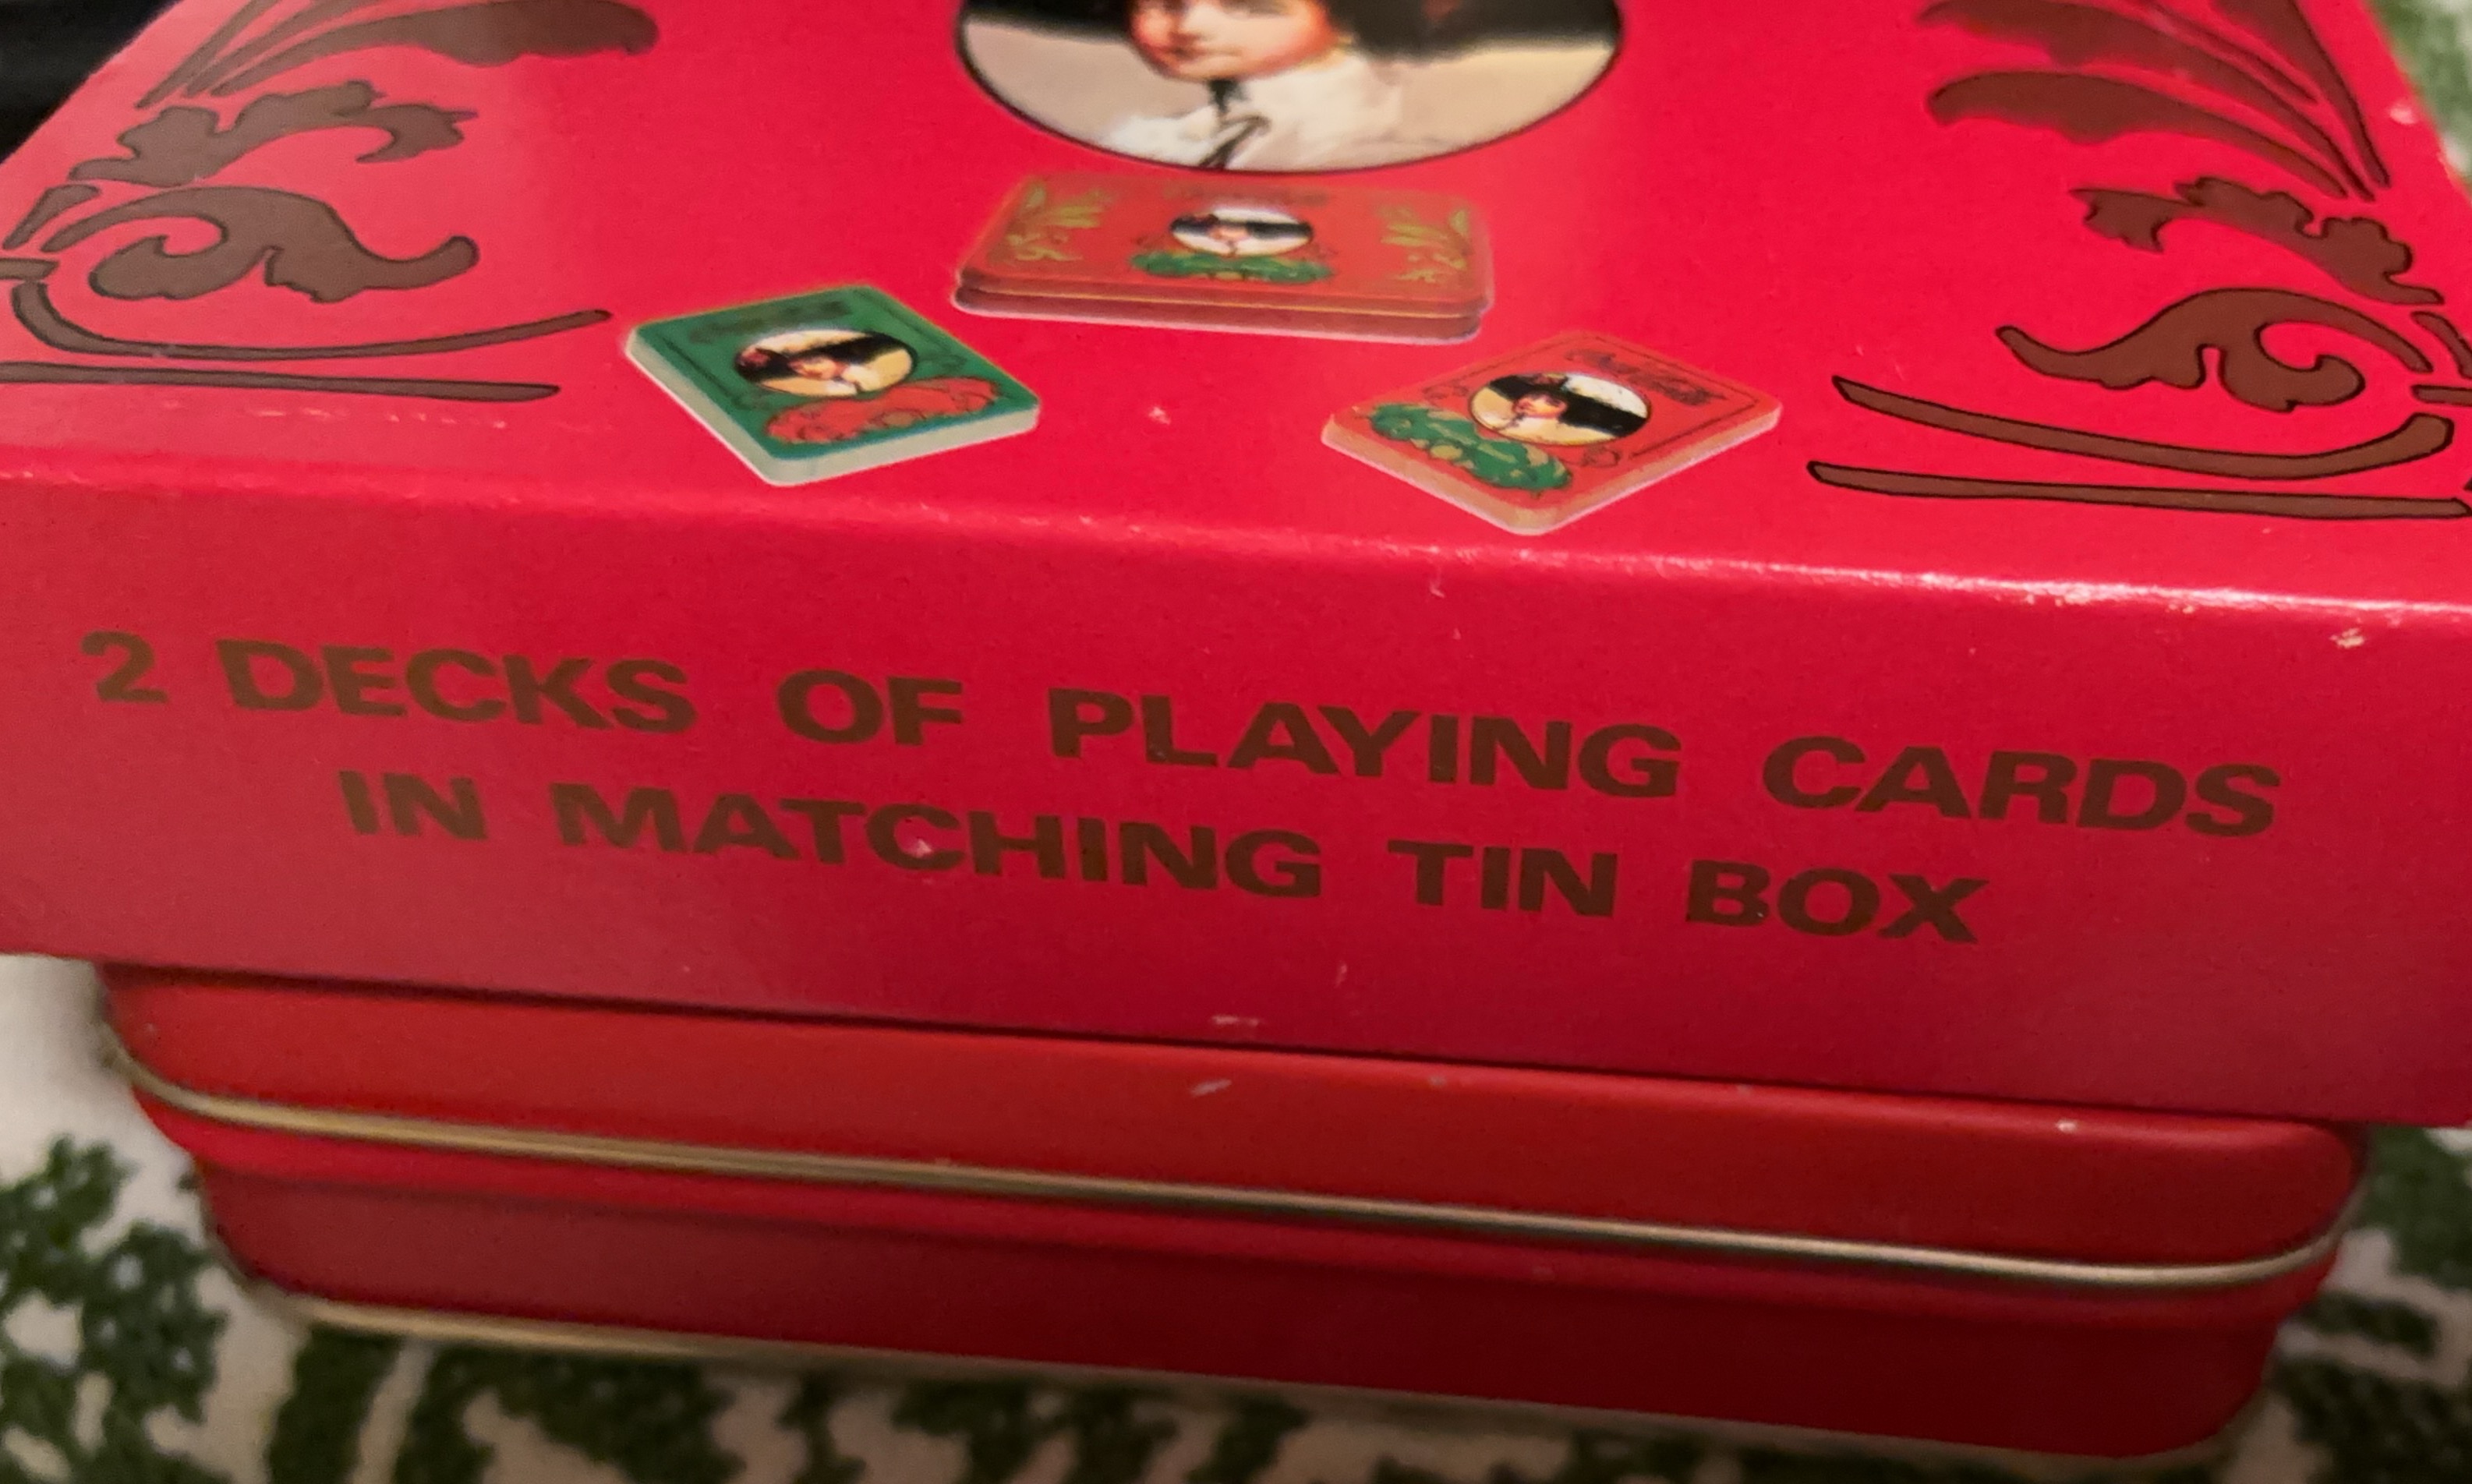 2 DECKS OF PLAYING CARDS
IN MATCHING TIN BOX